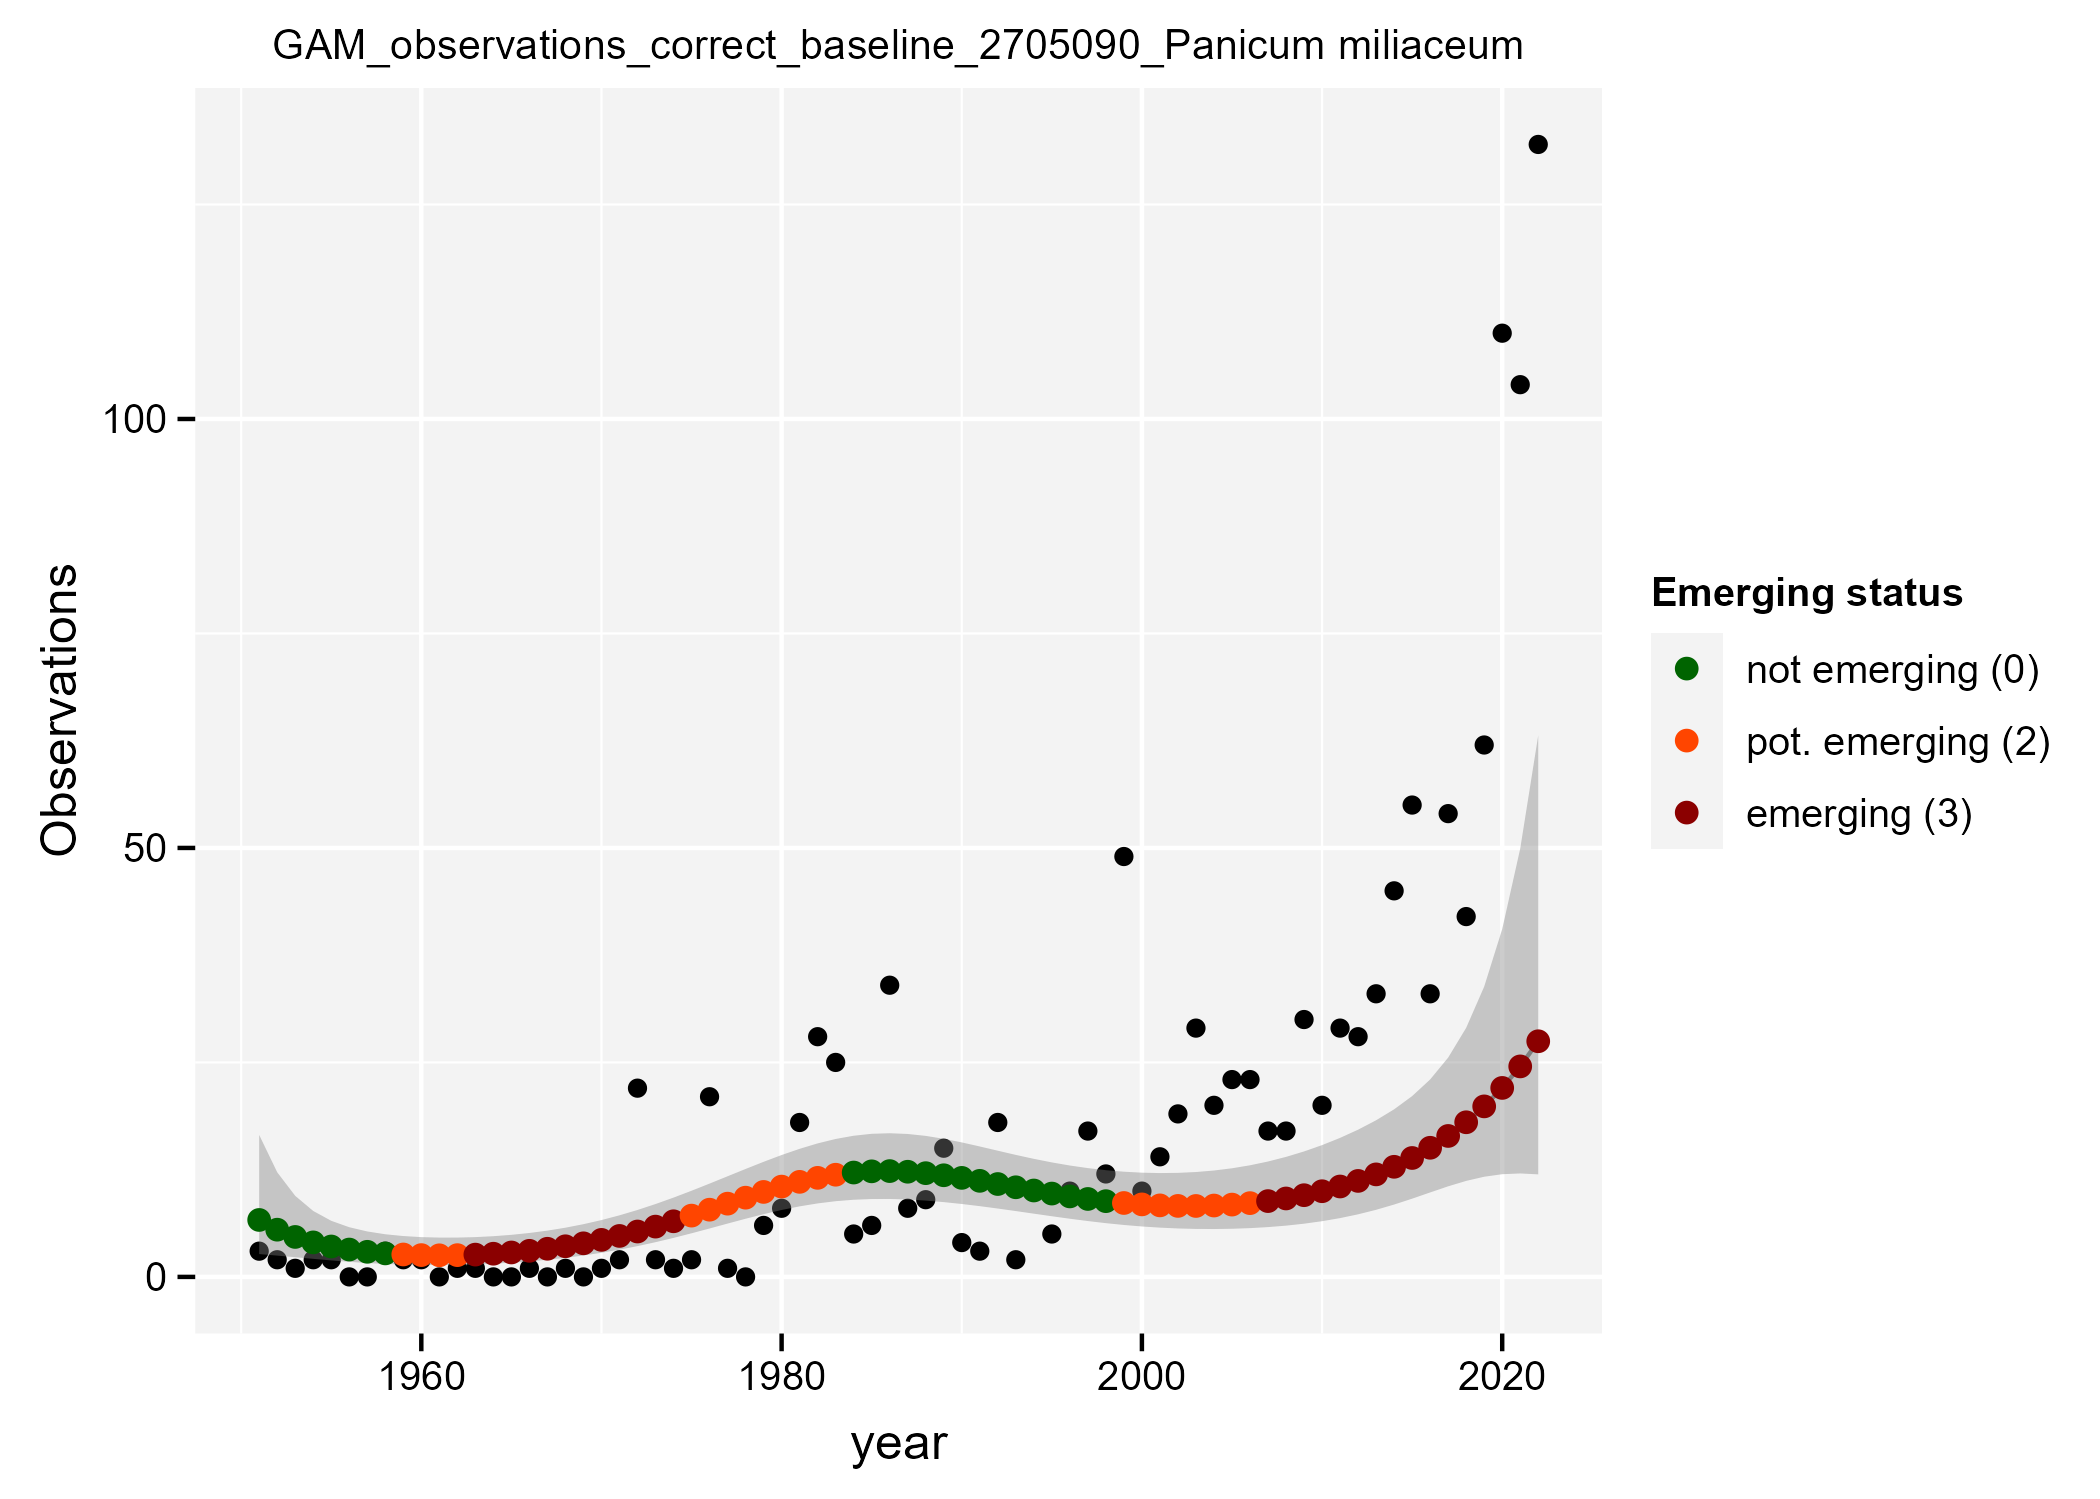 GAM_observations_correct_baseline_2705090_Panicum miliaceum
Observations
100
50
0
1960
1980
2000
2020
year
Emerging status
not emerging (0)
pot. emerging (2)
emerging (3)